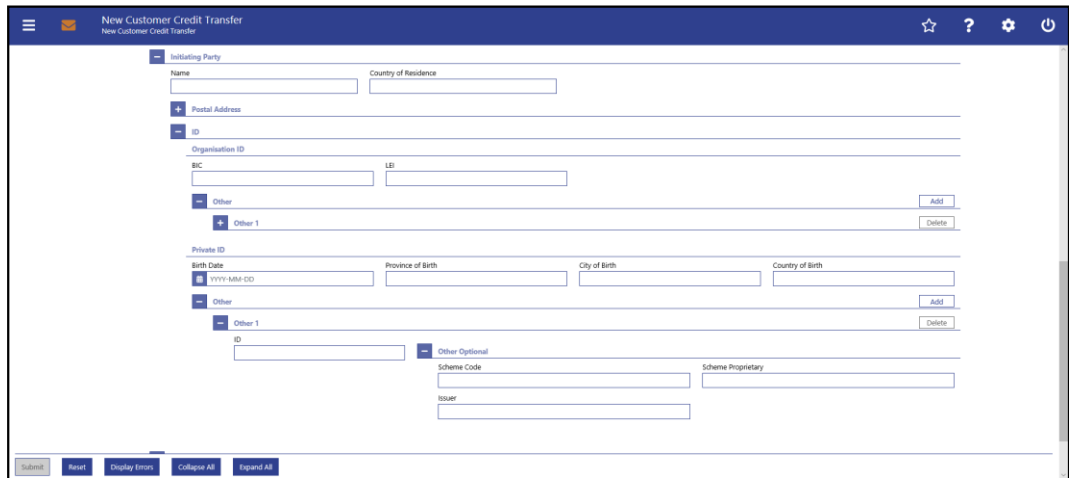 New Customer Credit Transfer
New Customer Credit Transfer
?
Initiating Party
Name Country of Residence
+ Postal Address
ID
Organisation ID
BIC LEI
Other Add
+ Other 1 Delete
Private ID
Birth Date Province of Birth City of Birth Country of Birth
YYYY-MM-DD
Other Add
Other 1 Delete
ID
Other Optional
Scheme Code Scheme Proprietary
Issuer
Submit Reset Display Errors Collapse All Expand All